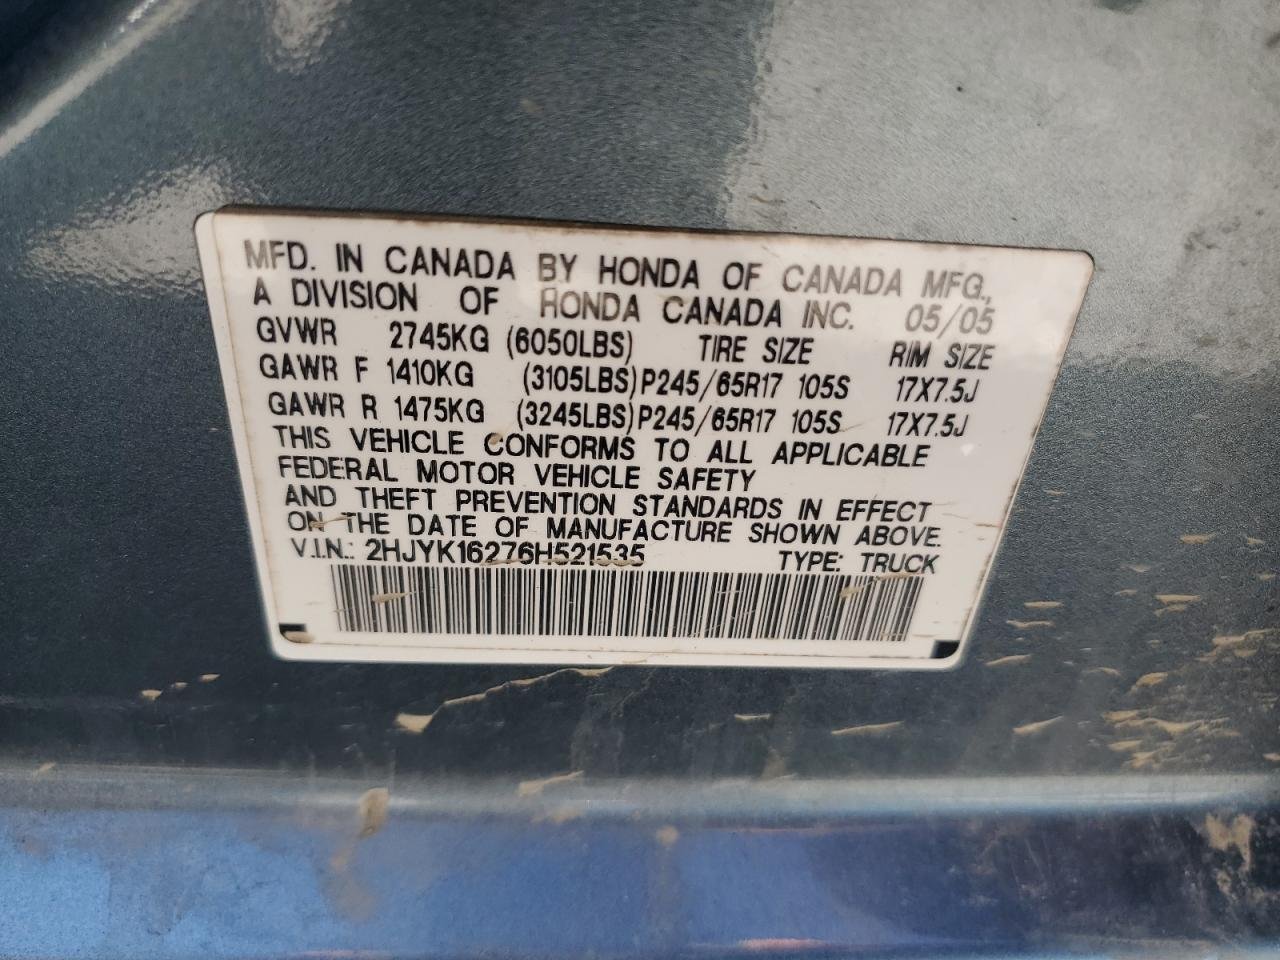 MFD. IN CANADA BY HONDA OF CANADA MFG.,
A DIVISION OF HONDA CANADA INC. 05/05
GVWR 2745KG (6050LBS) TIRE SIZE RIM SIZE
GAWR F 1410KG (3105LBS) P245/65R17 105S 17X7.5J
GAWR R 1475KG (3245LBS) P245/65R17 105S 17X7.5J
THIS VEHICLE CONFORMS TO ALL APPLICABLE
FEDERAL MOTOR VEHICLE SAFETY
AND THEFT PREVENTION STANDARDS IN EFFECT
ON THE DATE OF MANUFACTURE SHOWN ABOVE.
V.I.N.: 2HJYK16276H521535 TYPE: TRUCK